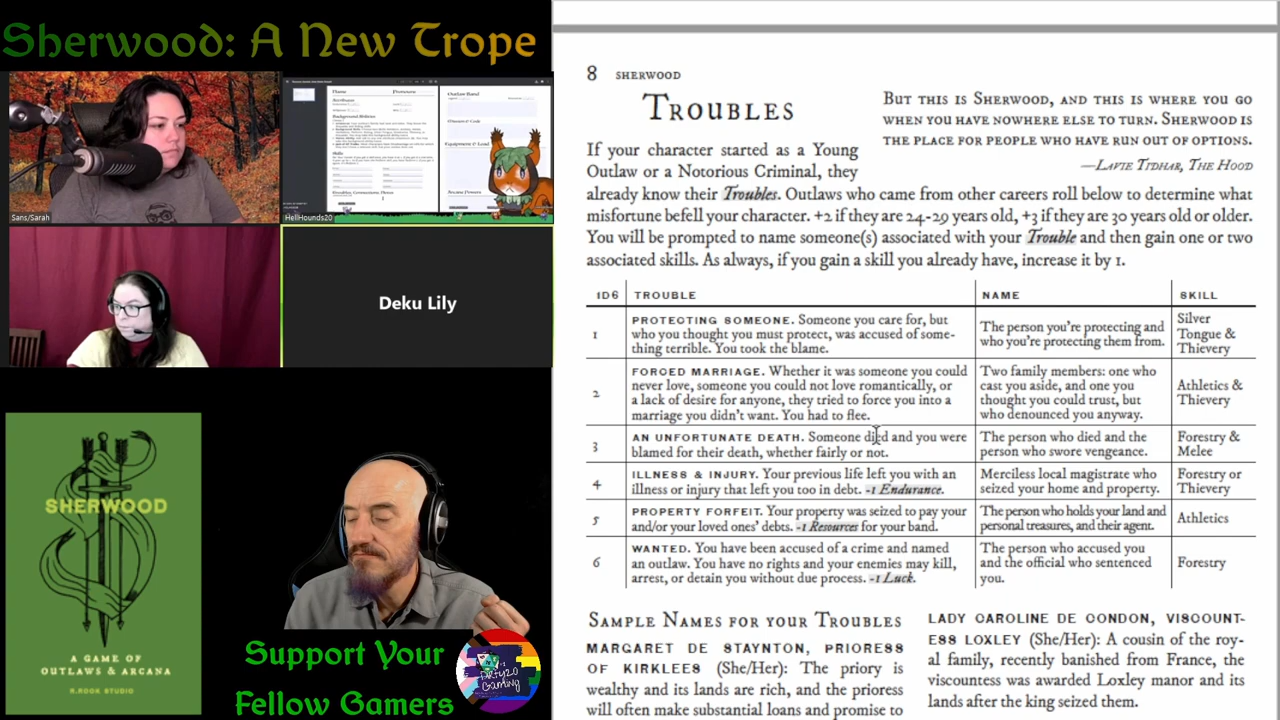 Sherwood: A New Trope
Sans/Sarah
Name
Pronouns
Background Abilities
Skills
Outlaw Band
Equipment & Loot
Arcane Powers
HellHounds20
Deku Lily
SHERWOOD
A GAME OF
OUTLAWS & ARCANA
R.ROOK STUDIO
Support Your
Fellow Gamers
8 SHERWOOD
TROUBLE
BUT THIS IS SHERWOOD, AND THIS IS WHERE YOU GO
WHEN YOU HAVE NOWHERE ELSE TO TURN. SHERWOOD IS
THE PLACE FOR PEOPLE WHO'VE RUN OUT OF OPTIONS.
If your character started as a Young
Outlaw or a Notorious Criminal, they
already know their Trouble. Outlaws who come from other careers roll now to find out what
misfortune befell your character. +2 if they are 24-29 years old, +3 if they are 30 years old or older.
You will be prompted to name someone(s) associated with your Trouble and then gain one or two
associated skills. As always, if you gain a skill you already have, increase it by 1.
1D6 TROUBLE NAME SKILL
1 PROTECTING SOMEONE. Someone you care for, but
who you thought you must protect, was accused of some-
thing terrible. You took the blame.
The person you're protecting and
who you're protecting them from.
Silver
Tongue &
Thievery
2 FORCED MARRIAGE. Whether it was someone you could
never love, someone you could not love romantically, or
a lack of desire for anyone, they tried to force you into a
marriage you didn't want. You had to flee.
Two family members: one who
cast you aside, and one you
thought you could trust, but
who denounced you anyway.
Athletics &
Thievery
3 AN UNFORTUNATE DEATH. Someone died and you were
blamed for their death, whether fairly or not.
The person who died and the
person who swore vengeance.
Forestry &
Melee
4 ILLNESS & INJURY. Your previous life left you with an
illness or injury that left you too in debt. -1 Endurance.
Merciless local magistrate who
seized your home and property.
Forestry or
Thievery
5 PROPERTY FORFEIT. Your property was seized to pay your
and/or your loved ones' debts. -1 Resources for your band.
The person who holds your land and
personal treasures, and their agent.
Athletics
6 WANTED. You have been accused of a crime and named
an outlaw. You have no rights and your enemies may kill,
arrest, or detain you without due process. -1 Luck.
The person who accused you
and the official who sentenced
you.
Forestry
SAMPLE NAMES FOR YOUR TROUBLES
MARGARET DE STAYNTON, PRIORESS
OF KIRKLEES (She/Her): The priory is
wealthy and its lands are rich, and the prioress
will often make substantial loans and promise to
LADY CAROLINE DE CONDON, VISCOUNT-
ESS LOXLEY (She/Her): A cousin of the roy-
al family, recently banished from France, the
viscountess was awarded Loxley manor and its
lands after the king seized them.